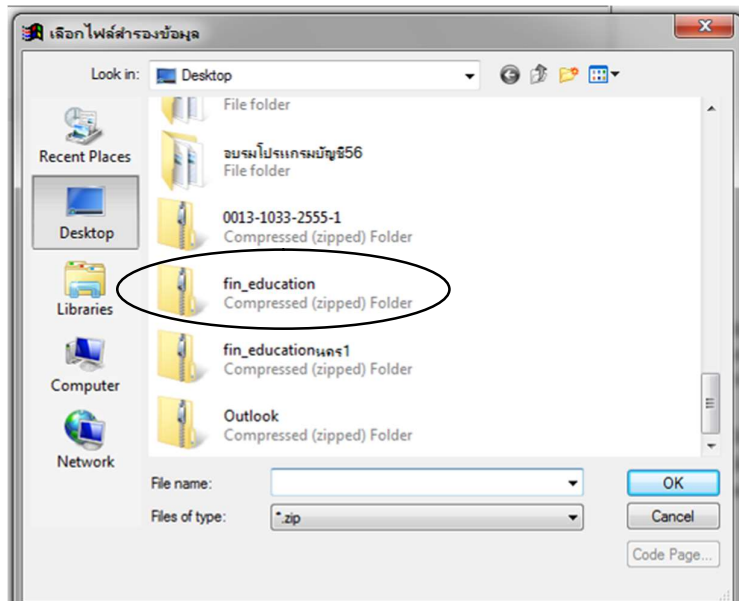 เลือกไฟล์สำรองข้อมูล
Look in: Desktop
File folder
อบรมโปรแกรมบัญชี56
File folder
0013-1033-2555-1
Compressed (zipped) Folder
fin_education
Compressed (zipped) Folder
fin_educationนคร1
Compressed (zipped) Folder
Outlook
Compressed (zipped) Folder
Recent Places
Desktop
Libraries
Computer
Network
File name:
OK
Files of type: *.zip
Cancel
Code Page...